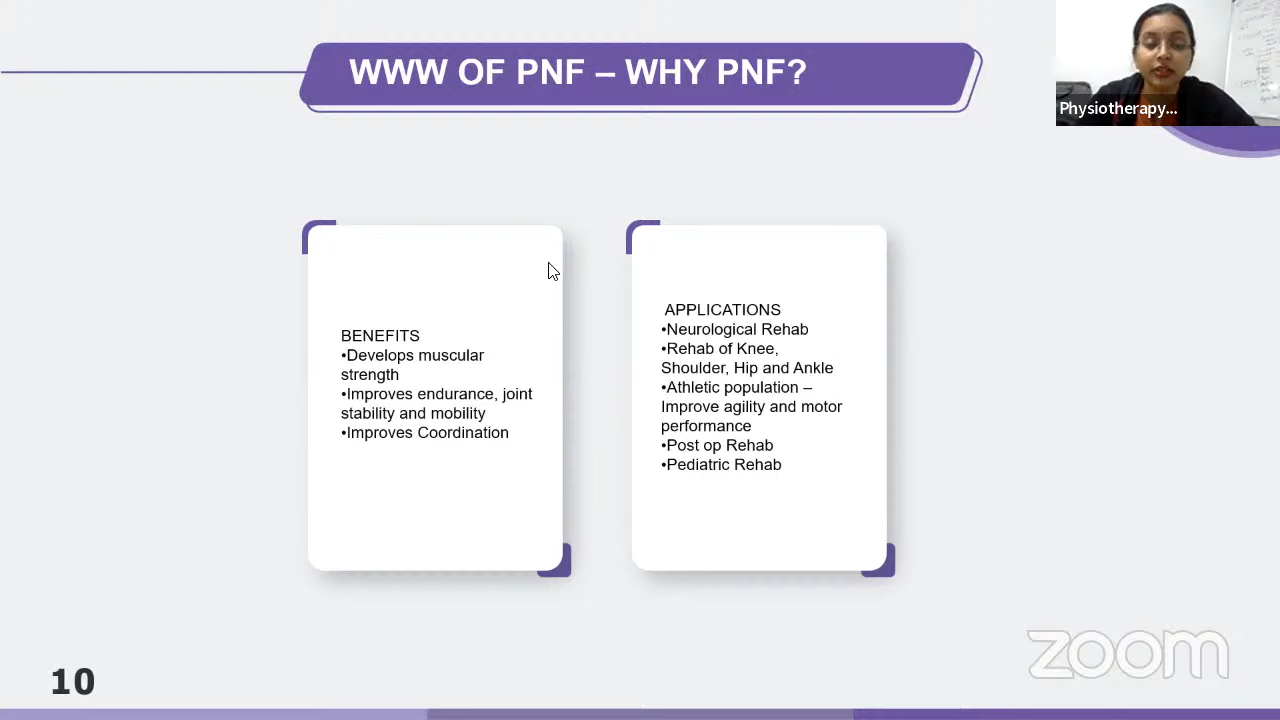 WWW OF PNF – WHY PNF?
Physiotherapy...
BENEFITS
•Develops muscular
strength
•Improves endurance, joint
stability and mobility
•Improves Coordination
APPLICATIONS
•Neurological Rehab
•Rehab of Knee,
Shoulder, Hip and Ankle
•Athletic population –
Improve agility and motor
performance
•Post op Rehab
•Pediatric Rehab
zoom
10